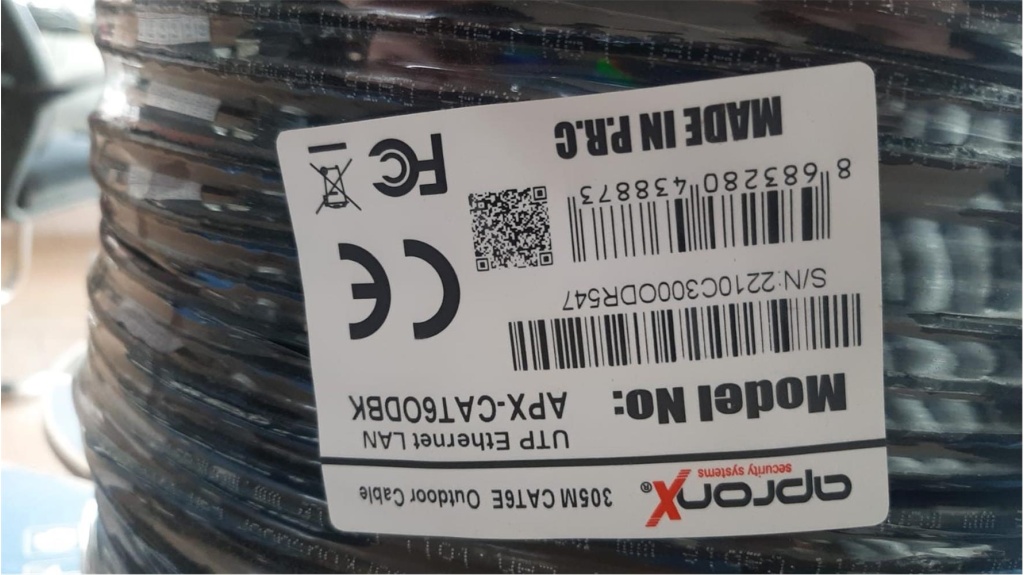 apronX®
security systems
305M CAT6E Outdoor Cable
UTP Ethernet LAN
Model No: APX-CAT6ODBK
S/N:2210C3000DR547
8 683280 438873
MADE IN P.R.C
CE
FC